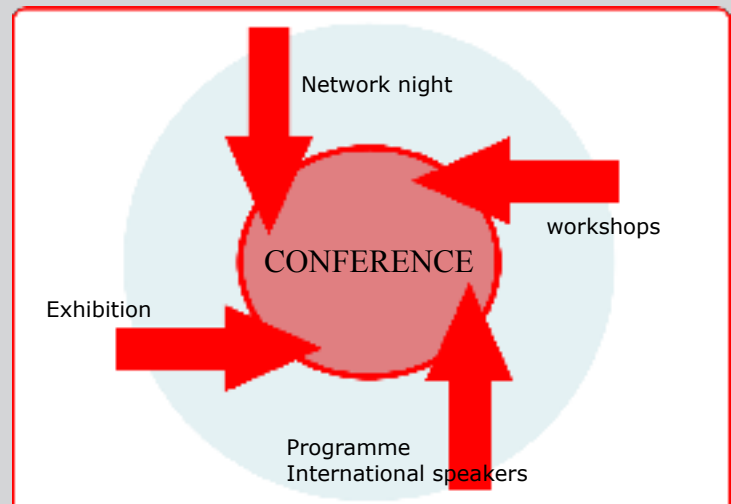 Network night
workshops
CONFERENCE
Exhibition
Programme
International speakers